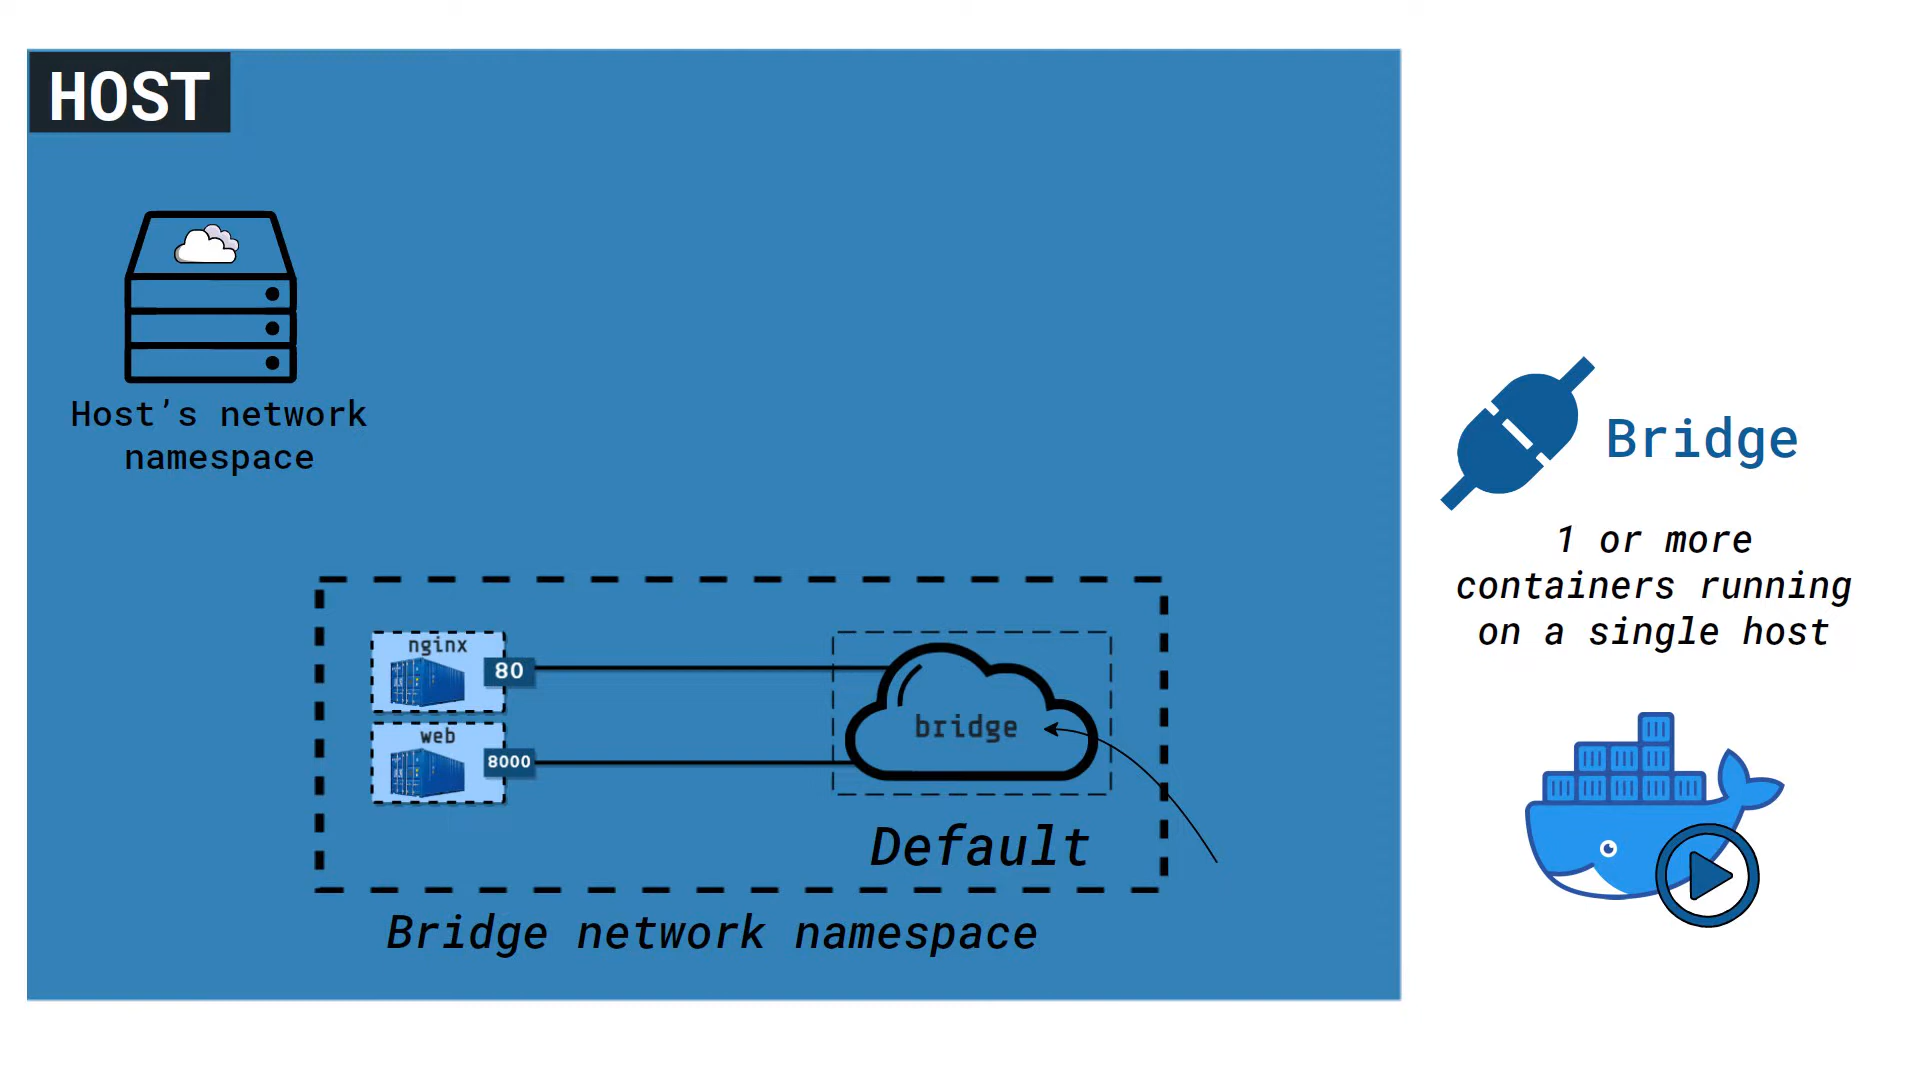 HOST
Host’s network
namespace
nginx
80
web
8000
bridge
Default
Bridge network namespace
Bridge
1 or more
containers running
on a single host